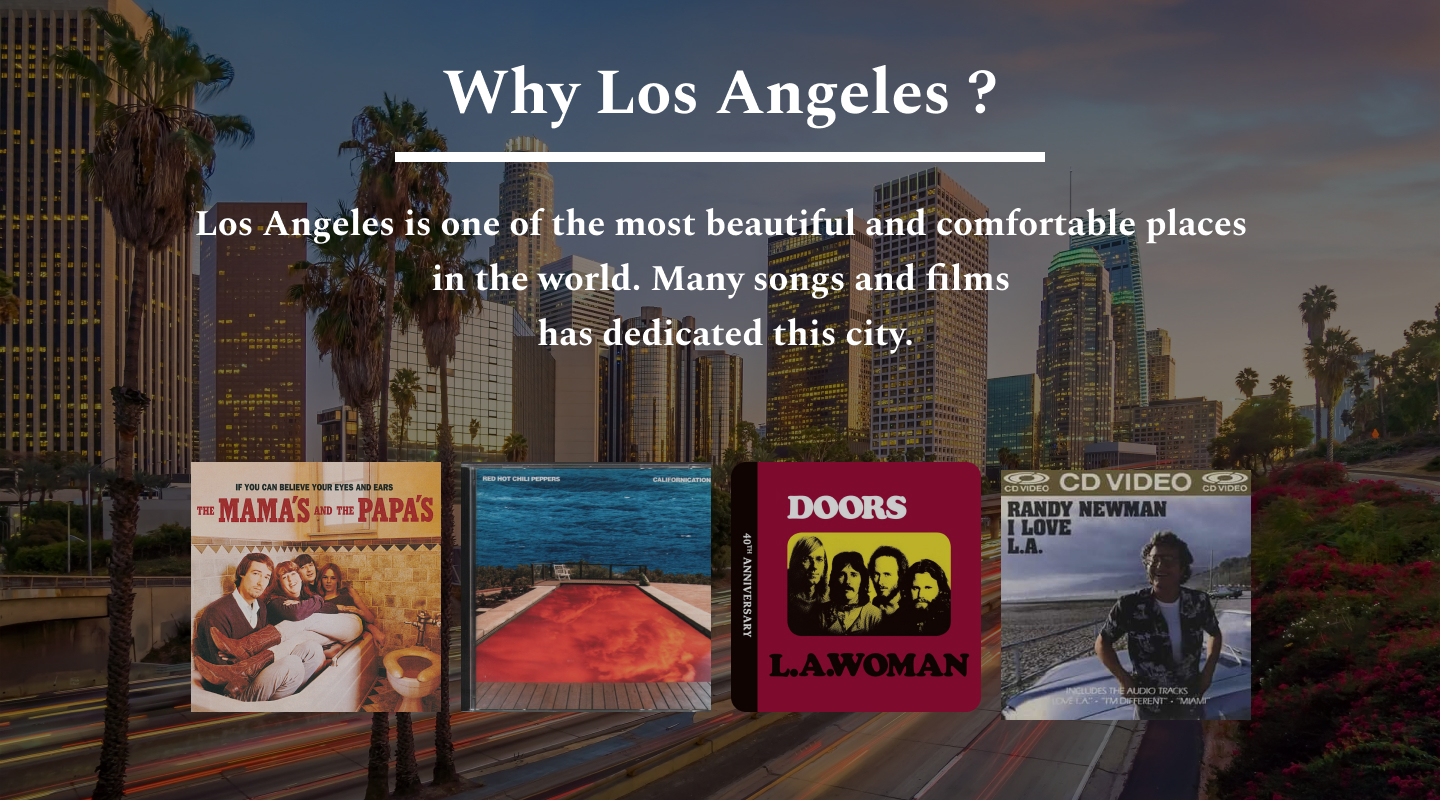 Why Los Angeles ?
Los Angeles is one of the most beautiful and comfortable places
in the world. Many songs and films
has dedicated this city.
IF YOU CAN BELIEVE YOUR EYES AND EARS
THE MAMA'S AND THE PAPA'S
RED HOT CHILI PEPPERS CALIFORNICATION
40TH ANNIVERSARY
DOORS
L.A.WOMAN
CD VIDEO CD VIDEO CD VIDEO
RANDY NEWMAN
I LOVE
L.A.
INCLUDES THE AUDIO TRACKS
LOVE L.A." • "I'M DIFFERENT" • "MIAMI"